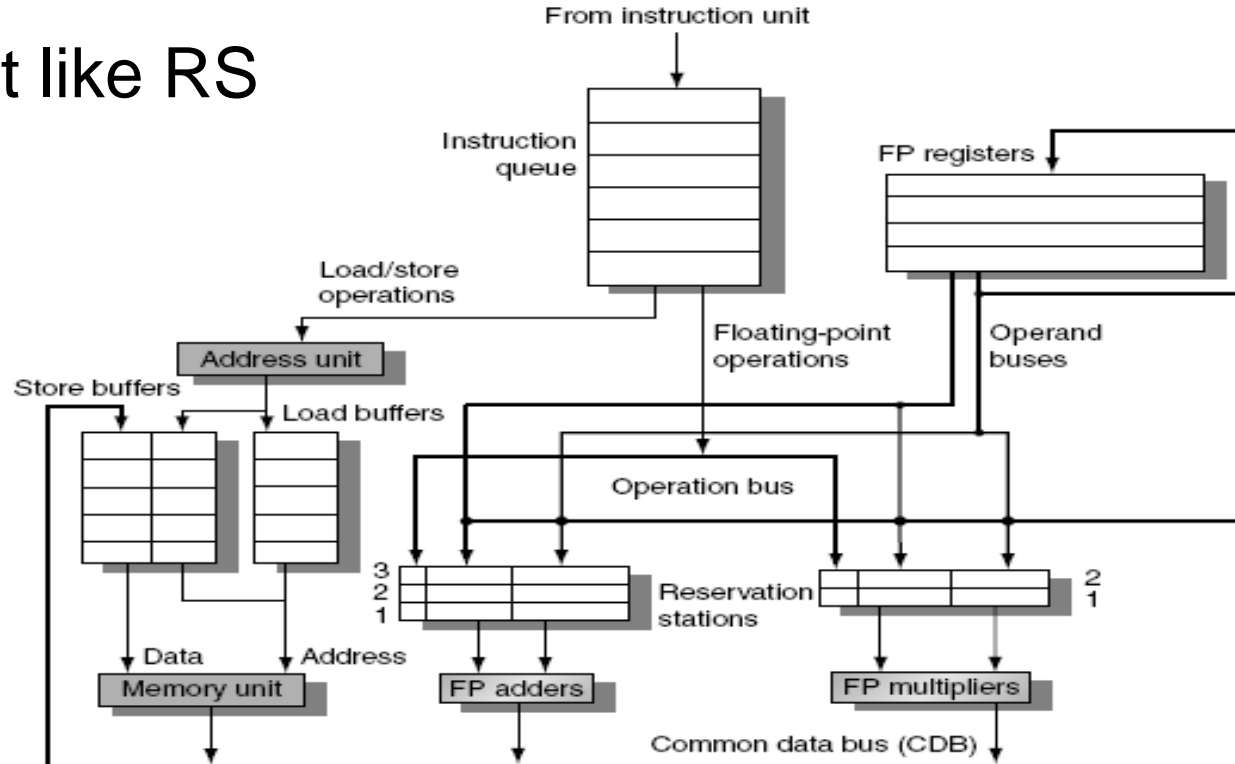 From instruction unit
t like RS
Instruction
queue
FP registers
Load/store
operations
Floating-point
operations
Operand
buses
Address unit
Store buffers
Load buffers
Operation bus
3
2
1
Reservation
stations
2
1
Data
Address
Memory unit
FP adders
FP multipliers
Common data bus (CDB)